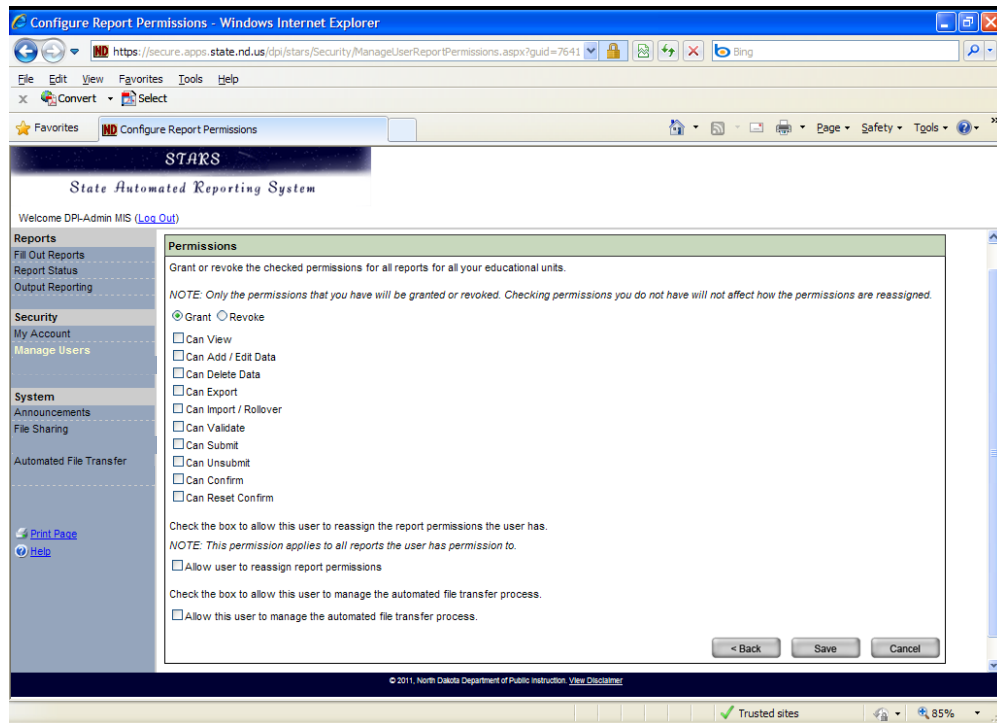 Configure Report Permissions - Windows Internet Explorer
ND https://secure.apps.state.nd.us/dpi/stars/Security/ManageUserReportPermissions.aspx?guid=7641
Bing
File Edit View Favorites Tools Help
x Convert Select
Favorites ND Configure Report Permissions Page Safety Tools »
STARS
State Automated Reporting System
Welcome DPI-Admin MIS (Log Out)
Reports
Fill Out Reports
Report Status
Output Reporting
Security
My Account
Manage Users
System
Announcements
File Sharing
Automated File Transfer
Print Page
Help
Permissions
Grant or revoke the checked permissions for all reports for all your educational units.
NOTE: Only the permissions that you have will be granted or revoked. Checking permissions you do not have will not affect how the permissions are reassigned.
Grant Revoke
Can View
Can Add / Edit Data
Can Delete Data
Can Export
Can Import / Rollover
Can Validate
Can Submit
Can Unsubmit
Can Confirm
Can Reset Confirm
Check the box to allow this user to reassign the report permissions the user has.
NOTE: This permission applies to all reports the user has permission to.
Allow user to reassign report permissions
Check the box to allow this user to manage the automated file transfer process.
Allow this user to manage the automated file transfer process.
< Back Save Cancel
© 2011, North Dakota Department of Public Instruction. View Disclaimer
Trusted sites 85%